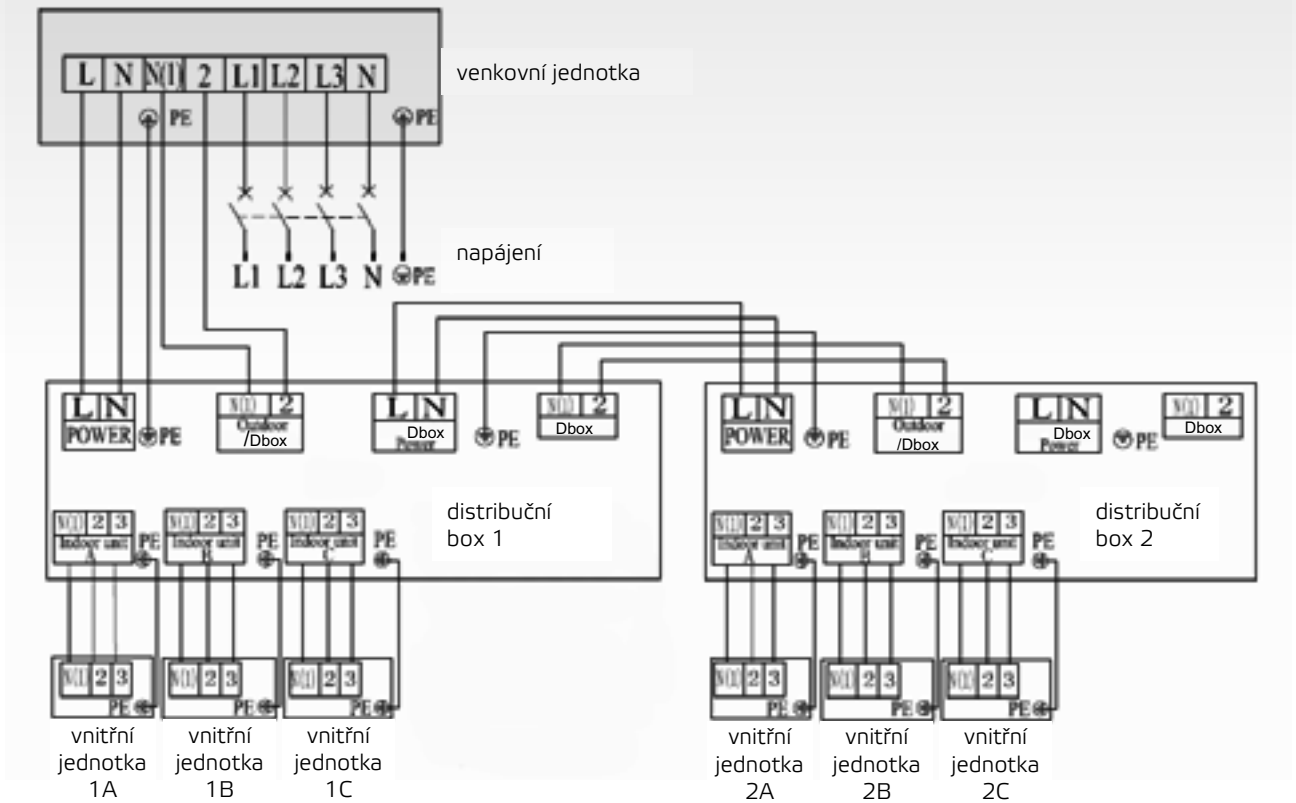 L N N(1) 2 L1 L2 L3 N
venkovní jednotka
PE PE
napájení
L1 L2 L3 N PE
L N
POWER
PE
N(1) 2
Outdoor
/Dbox
L N
Dbox
Power
PE
N(1) 2
Dbox
L N
POWER
PE
N(1) 2
Outdoor
/Dbox
L N
Dbox
Power
PE
N(1) 2
Dbox
distribuční
box 1
distribuční
box 2
N(1) 2 3
Indoor unit
A
PE
N(1) 2 3
Indoor unit
B
PE
N(1) 2 3
Indoor unit
C
PE
N(1) 2 3
Indoor unit
A
PE
N(1) 2 3
Indoor unit
B
PE
N(1) 2 3
Indoor unit
C
PE
N(1) 2 3
PE
N(1) 2 3
PE
N(1) 2 3
PE
N(1) 2 3
PE
N(1) 2 3
PE
N(1) 2 3
PE
vnitřní
jednotka
1A
vnitřní
jednotka
1B
vnitřní
jednotka
1C
vnitřní
jednotka
2A
vnitřní
jednotka
2B
vnitřní
jednotka
2C